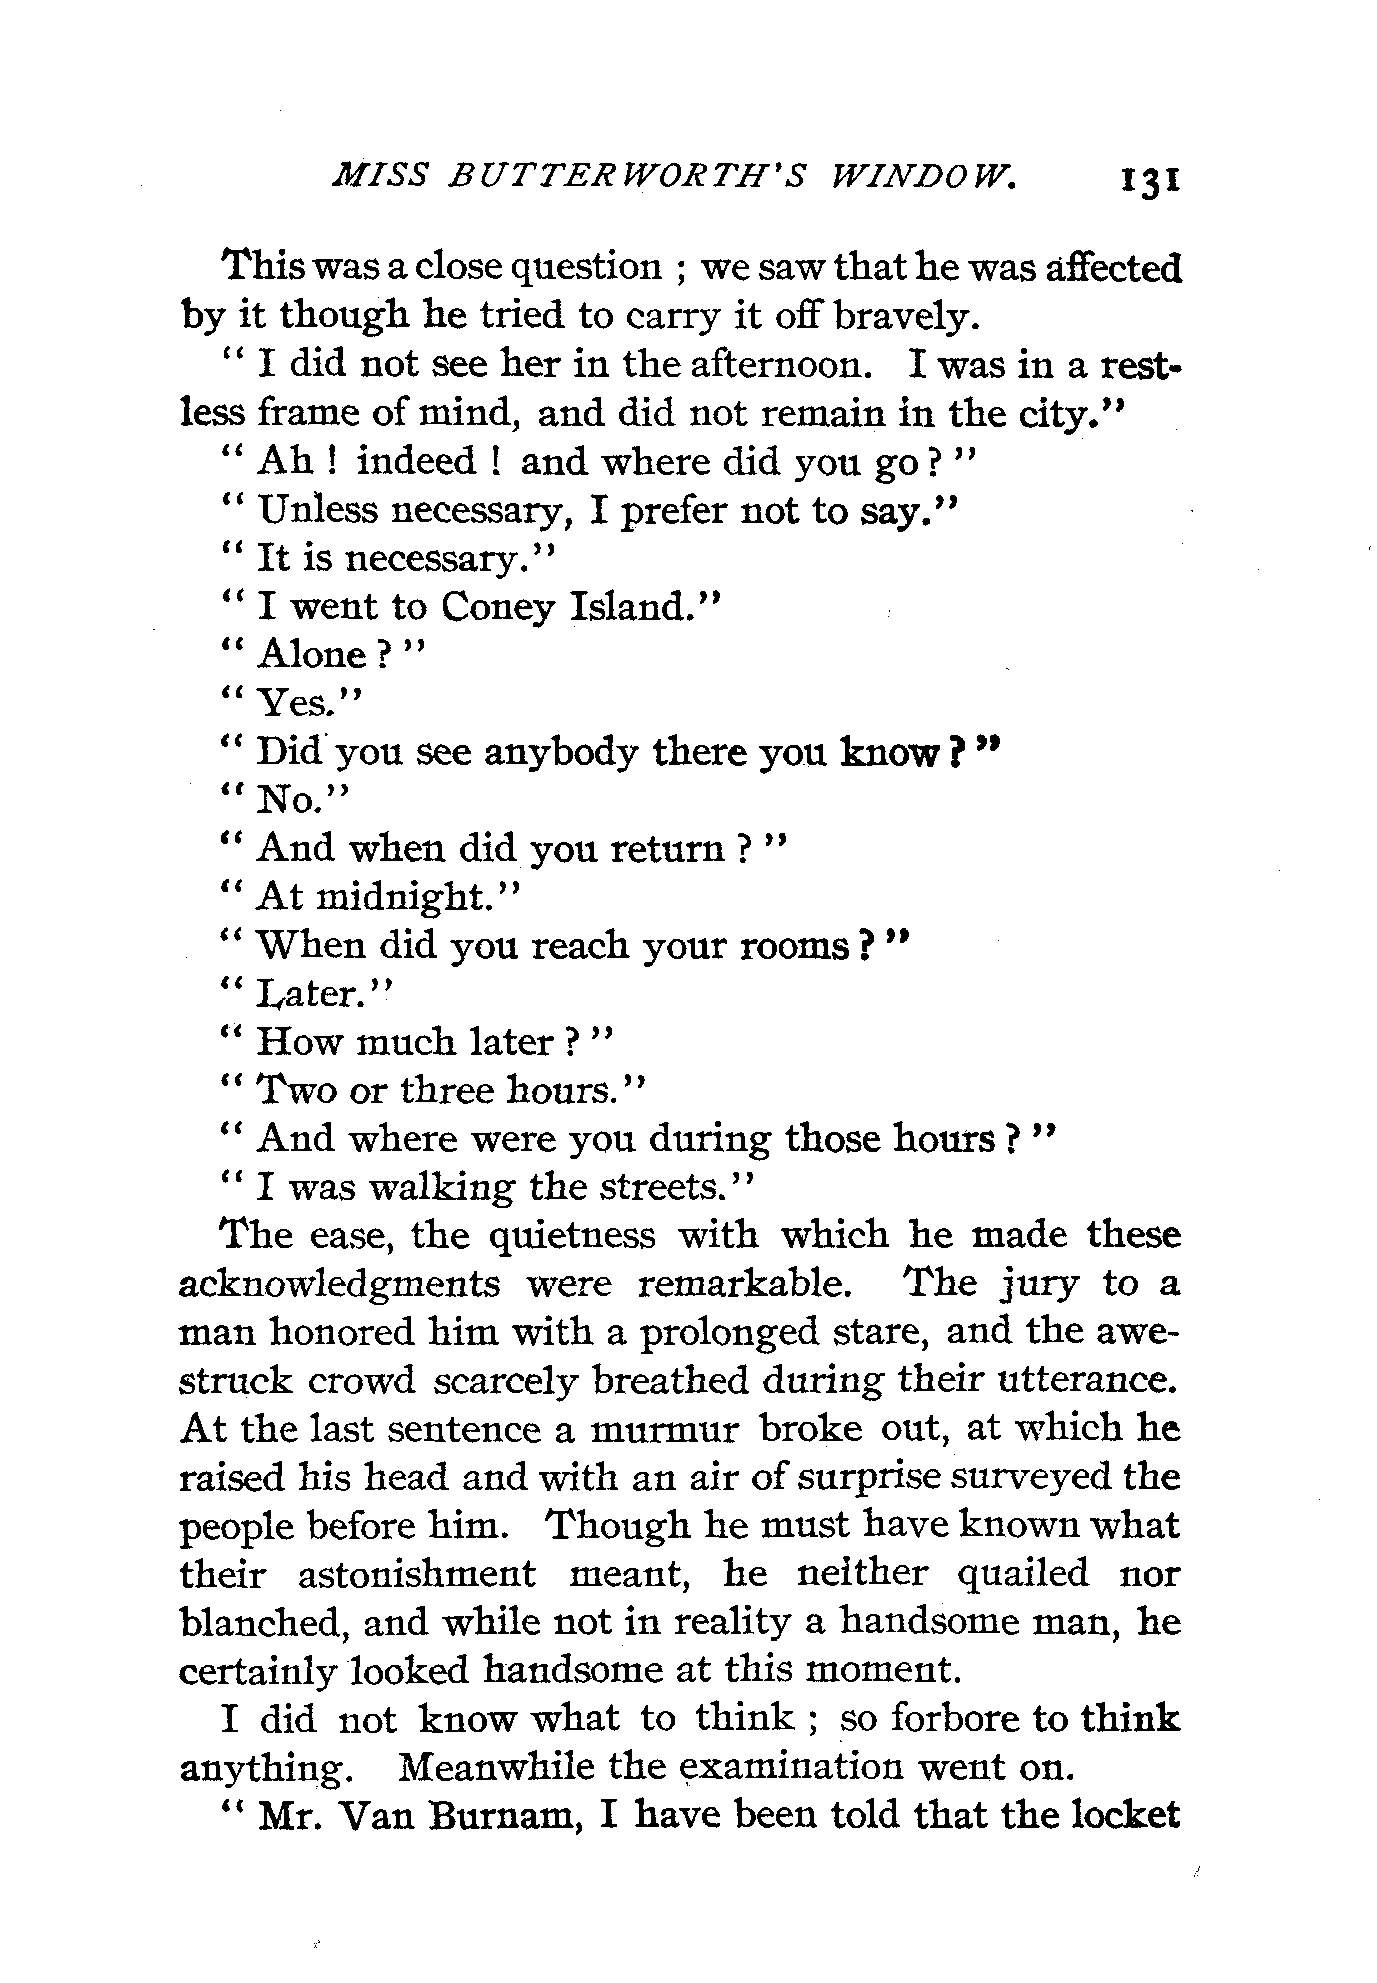 MISS BUTTERWORTH'S WINDOW. 131
This was a close question ; we saw that he was affected
by it though he tried to carry it off bravely.
" I did not see her in the afternoon. I was in a rest-
less frame of mind, and did not remain in the city."
" Ah ! indeed ! and where did you go ? "
" Unless necessary, I prefer not to say."
" It is necessary."
" I went to Coney Island."
" Alone ? "
" Yes."
" Did you see anybody there you know ? "
" No."
" And when did you return ? "
" At midnight."
" When did you reach your rooms ? "
" Later."
" How much later ? "
" Two or three hours."
" And where were you during those hours ? "
" I was walking the streets."
The ease, the quietness with which he made these
acknowledgments were remarkable. The jury to a
man honored him with a prolonged stare, and the awe-
struck crowd scarcely breathed during their utterance.
At the last sentence a murmur broke out, at which he
raised his head and with an air of surprise surveyed the
people before him. Though he must have known what
their astonishment meant, he neither quailed nor
blanched, and while not in reality a handsome man, he
certainly looked handsome at this moment.
I did not know what to think ; so forbore to think
anything. Meanwhile the examination went on.
" Mr. Van Burnam, I have been told that the locket